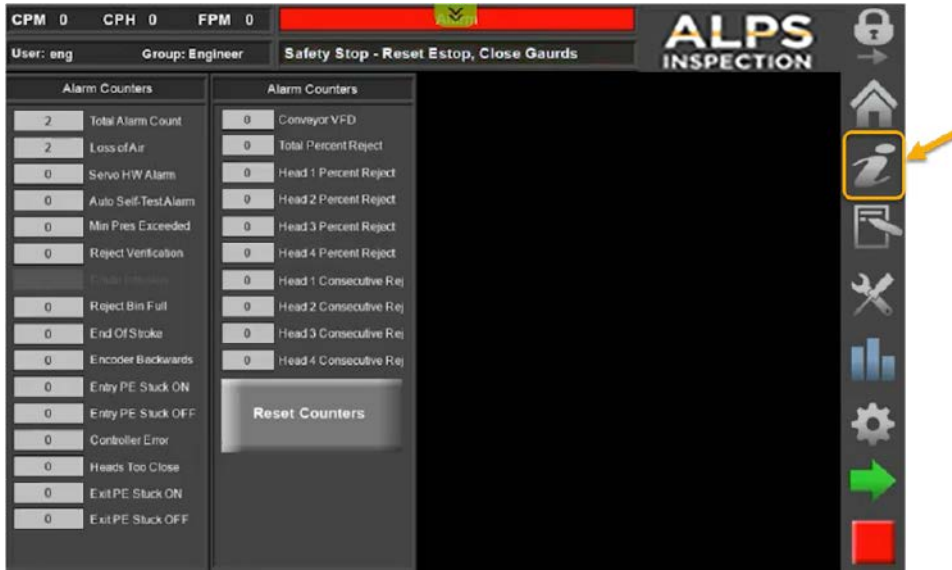 CPM 0 CPH 0 FPM 0
Alarm
ALPS
INSPECTION
User: eng Group: Engineer
Safety Stop - Reset Estop, Close Gaurds
Alarm Counters
2 Total Alarm Count
2 Loss of Air
0 Servo HW Alarm
0 Auto Self-Test Alarm
0 Min Pres Exceeded
0 Reject Verification
0 Reject Bin Full
0 End Of Stroke
0 Encoder Backwards
0 Entry PE Stuck ON
0 Entry PE Stuck OFF
0 Controller Error
0 Heads Too Close
0 Exit PE Stuck ON
0 Exit PE Stuck OFF
Alarm Counters
0 Conveyor VFD
0 Total Percent Reject
0 Head 1 Percent Reject
0 Head 2 Percent Reject
0 Head 3 Percent Reject
0 Head 4 Percent Reject
0 Head 1 Consecutive Rej
0 Head 2 Consecutive Rej
0 Head 3 Consecutive Rej
0 Head 4 Consecutive Rej
Reset Counters